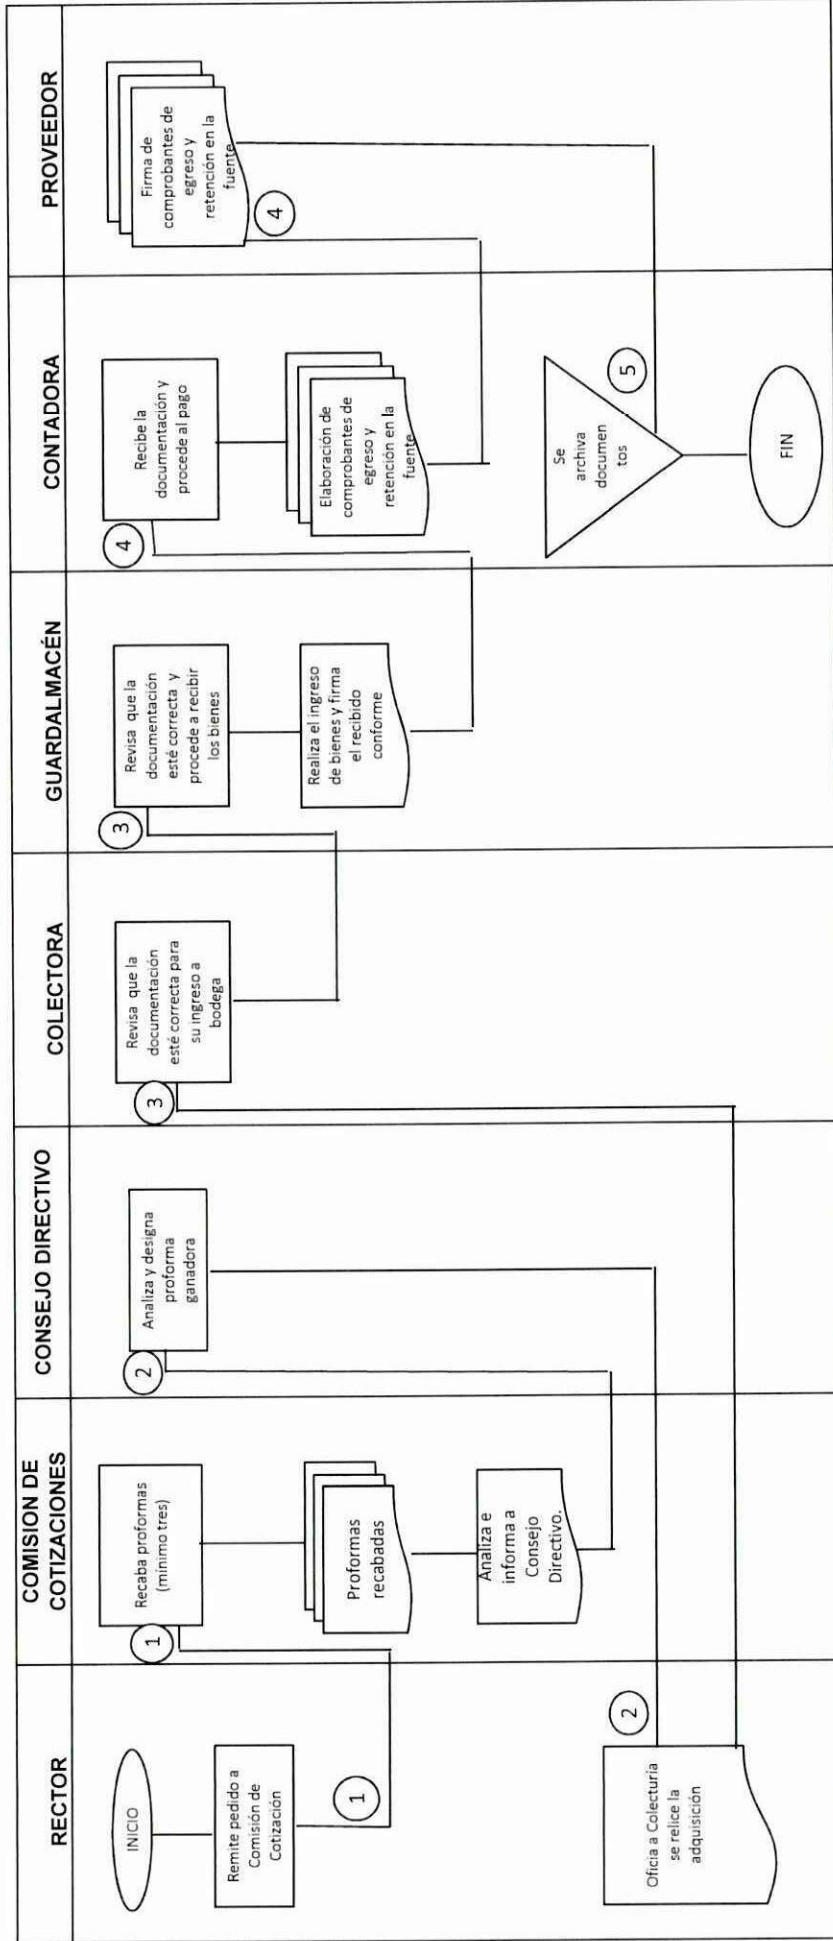 RECTOR
INICIO
Remite pedido a
Comisión de
Cotización
1
2
Oficia a Colecturia
se relice la
adquisición
COMISION DE
COTIZACIONES
1
Recaba proformas
(minimo tres)
Proformas
recabadas
Analiza e
informa a
Consejo
Directivo.
CONSEJO DIRECTIVO
2
Analiza y designa
proforma
ganadora
COLECTORA
3
Revisa que la
documentación
esté correcta para
su ingreso a
bodega
GUARDALMACÉN
3
Revisa que la
documentación
esté correcta y
procede a recibir
los bienes
Realiza el ingreso
de bienes y firma
el recibido
conforme
CONTADORA
4
Recibe la
documentación y
procede al pago
Elaboración de
comprobantes de
egreso y
retención en la
fuente
Se
archiva
documen
tos
5
FIN
PROVEEDOR
Firma de
comprobantes de
egreso y
retención en la
fuente
4